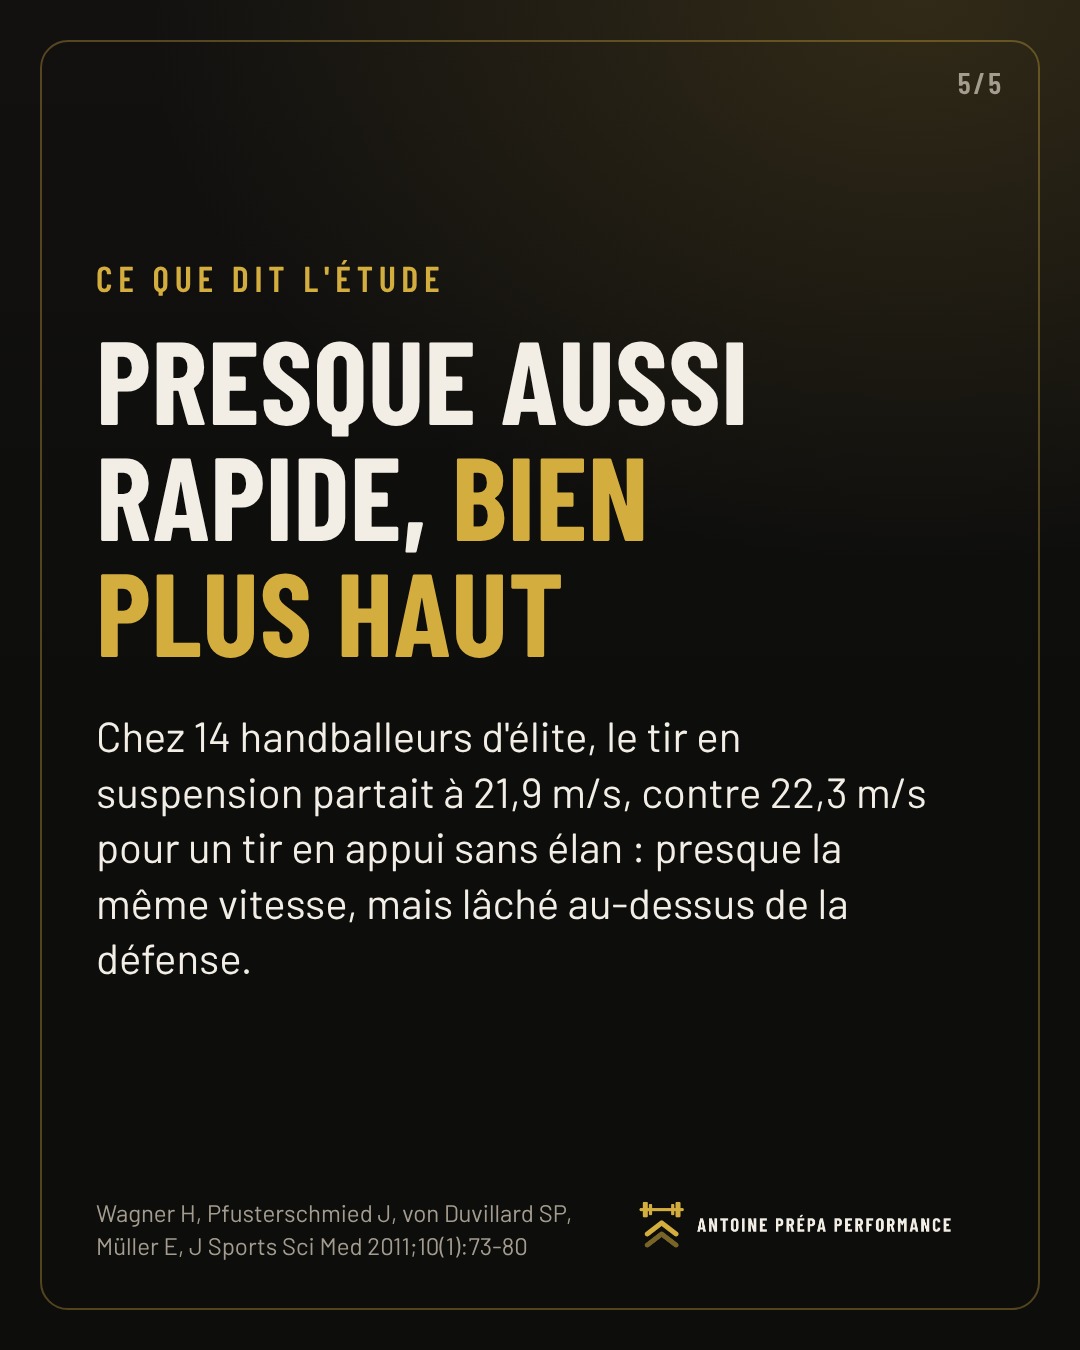 5/5
CE QUE DIT L'ÉTUDE
PRESQUE AUSSI
RAPIDE, BIEN
PLUS HAUT
Chez 14 handballeurs d'élite, le tir en
suspension partait à 21,9 m/s, contre 22,3 m/s
pour un tir en appui sans élan : presque la
même vitesse, mais lâché au-dessus de la
défense.
Wagner H, Pfusterschmied J, von Duvillard SP,
Müller E, J Sports Sci Med 2011;10(1):73-80
ANTOINE PRÉPA PERFORMANCE